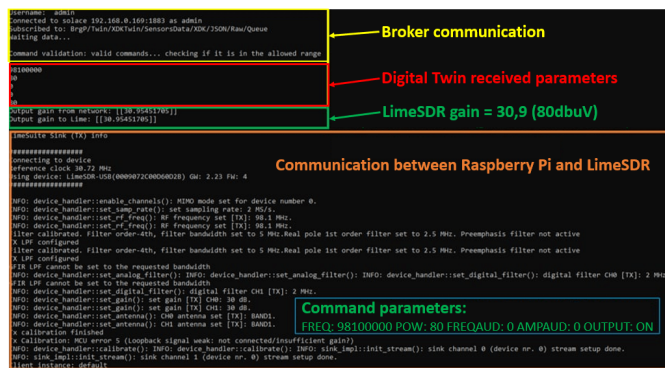 Username: admin
Connected to solace 192.168.0.169:1883 as admin
Subscribed to: BrgP/Twin/XDKTwin/SensorsData/XDK/JSON/Raw/Queue
Waiting data...
Broker communication
Command validation: valid commands... checking if it is in the allowed range
98100000
80
Digital Twin received parameters
0
0
30
Output gain from network: [[30.95451705]]
Output gain to Lime: [[30.95451705]]
LimeSDR gain = 30,9 (80dbuV)
LimeSuite Sink (TX) info
##################
Connecting to device
Reference clock 30.72 MHz
Using device: LimeSDR-USB(0009072C00D60D2B) GW: 2.23 FW: 4
##################
Communication between Raspberry Pi and LimeSDR
INFO: device_handler::enable_channels(): MIMO mode set for device number 0.
INFO: device_handler::set_samp_rate(): set sampling rate: 2 MS/s.
INFO: device_handler::set_rf_freq(): RF frequency set [TX]: 98.1 MHz.
INFO: device_handler::set_rf_freq(): RF frequency set [TX]: 98.1 MHz.
Filter calibrated. Filter order-4th, filter bandwidth set to 5 MHz.Real pole 1st order filter set to 2.5 MHz. Preemphasis filter not active
TX LPF configured
Filter calibrated. Filter order-4th, filter bandwidth set to 5 MHz.Real pole 1st order filter set to 2.5 MHz. Preemphasis filter not active
TX LPF configured
GFIR LPF cannot be set to the requested bandwidth
INFO: device_handler::set_analog_filter(): INFO: device_handler::set_analog_filter(): INFO: device_handler::set_digital_filter(): digital filter CH0 [TX]: 2 MHz
GFIR LPF cannot be set to the requested bandwidth
INFO: device_handler::set_digital_filter(): digital filter CH1 [TX]: 2 MHz.
INFO: device_handler::set_gain(): set gain [TX] CH0: 30 dB.
INFO: device_handler::set_gain(): set gain [TX] CH1: 30 dB.
INFO: device_handler::set_antenna(): CH0 antenna set [TX]: BAND1.
INFO: device_handler::set_antenna(): CH1 antenna set [TX]: BAND1.
Command parameters:
FREQ: 98100000 POW: 80 FREQAUD: 0 AMPAUD: 0 OUTPUT: ON
Tx calibration finished
Tx Calibration: MCU error 5 (Loopback signal weak: not connected/insufficient gain?)
INFO: device_handler::calibrate(): INFO: device_handler::calibrate(): INFO: sink_impl::init_stream(): sink channel 0 (device nr. 0) stream setup done.
INFO: sink_impl::init_stream(): sink channel 1 (device nr. 0) stream setup done.
Client instance: default